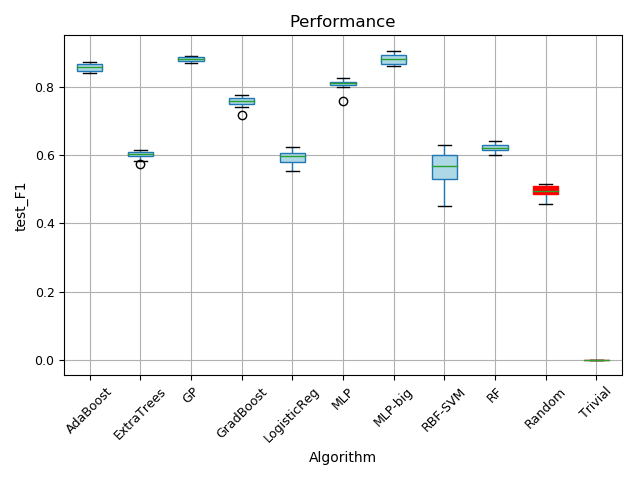 Performance
test_F1
0.8
0.6
0.4
0.2
0.0
AdaBoost
ExtraTrees
GP
GradBoost
LogisticReg
MLP
MLP-big
RBF-SVM
RF
Random
Trivial
Algorithm